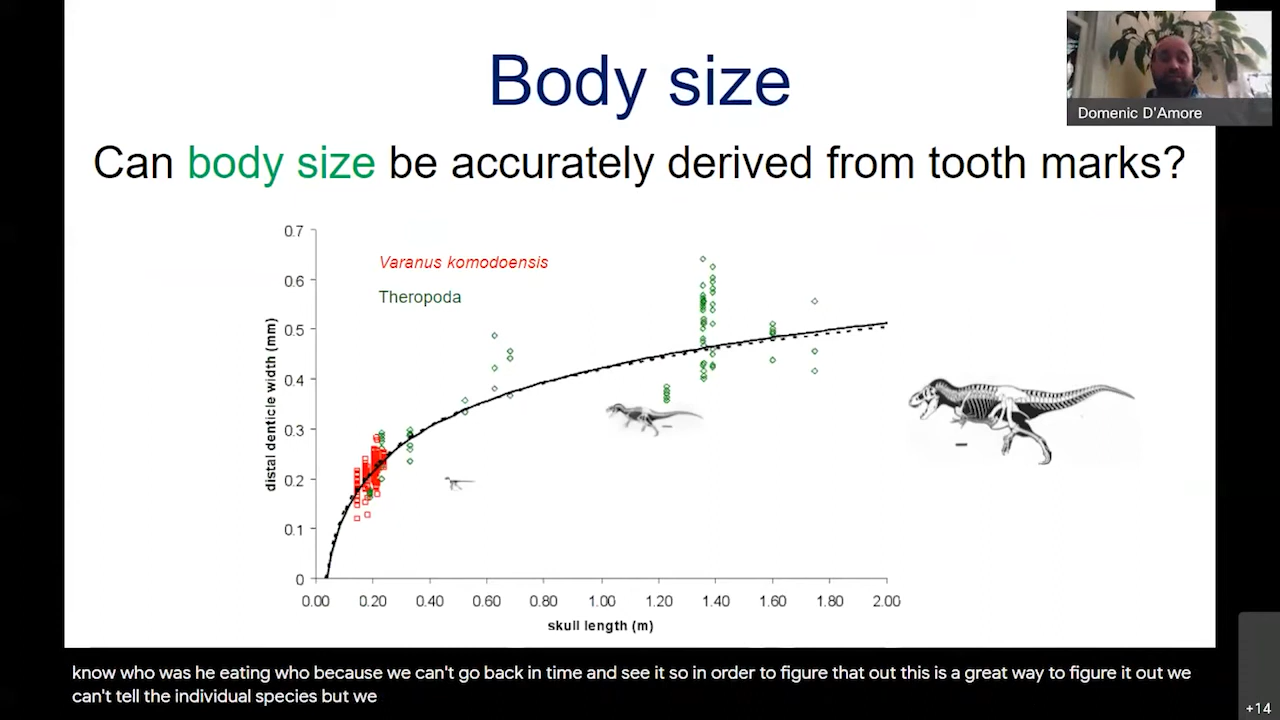 Body size
Domenic D'Amore
Can body size be accurately derived from tooth marks?
Varanus komodoensis
Theropoda
distal denticle width (mm)
0.7
0.6
0.5
0.4
0.3
0.2
0.1
0
0.00 0.20 0.40 0.60 0.80 1.00 1.20 1.40 1.60 1.80 2.00
skull length (m)
know who was he eating who because we can't go back in time and see it so in order to figure that out this is a great way to figure it out we
can't tell the individual species but we
+14